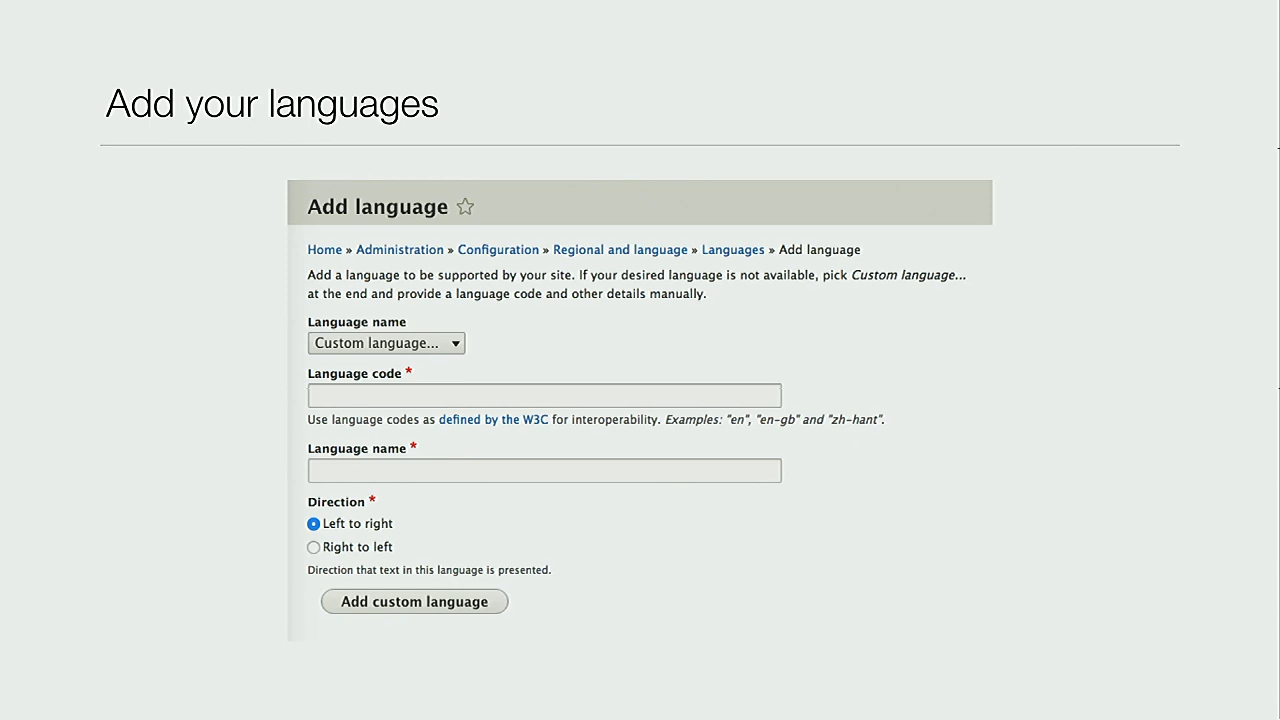 Add your languages
Add language
Home » Administration » Configuration » Regional and language » Languages » Add language
Add a language to be supported by your site. If your desired language is not available, pick Custom language...
at the end and provide a language code and other details manually.
Language name
Custom language...
Language code *
Use language codes as defined by the W3C for interoperability. Examples: "en", "en-gb" and "zh-hant".
Language name *
Direction *
Left to right
Right to left
Direction that text in this language is presented.
Add custom language